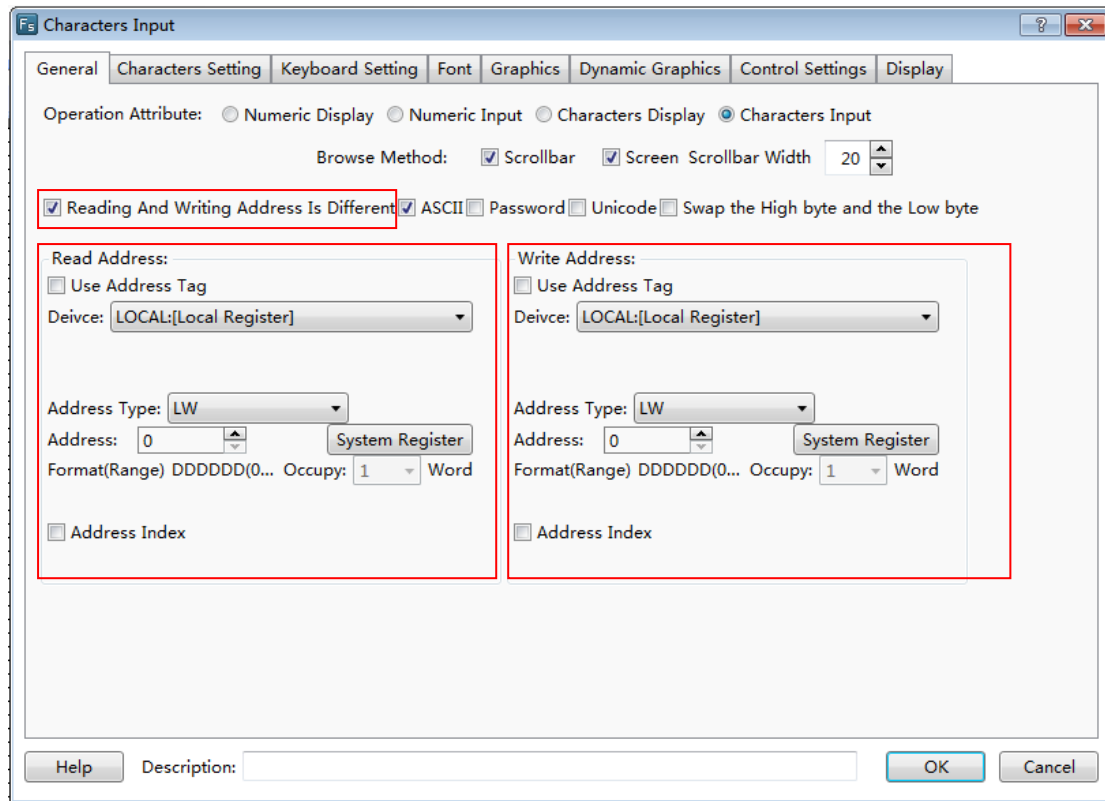 Fs Characters Input
General Characters Setting Keyboard Setting Font Graphics Dynamic Graphics Control Settings Display
Operation Attribute: Numeric Display Numeric Input Characters Display Characters Input
Browse Method: Scrollbar Screen Scrollbar Width 20
Reading And Writing Address Is Different ASCII Password Unicode Swap the High byte and the Low byte
Read Address:
Use Address Tag
Deivce: LOCAL:[Local Register]
Address Type: LW
Address: 0 System Register
Format(Range) DDDDDD(0... Occupy: 1 Word
Address Index
Write Address:
Use Address Tag
Deivce: LOCAL:[Local Register]
Address Type: LW
Address: 0 System Register
Format(Range) DDDDDD(0... Occupy: 1 Word
Address Index
Help Description: OK Cancel